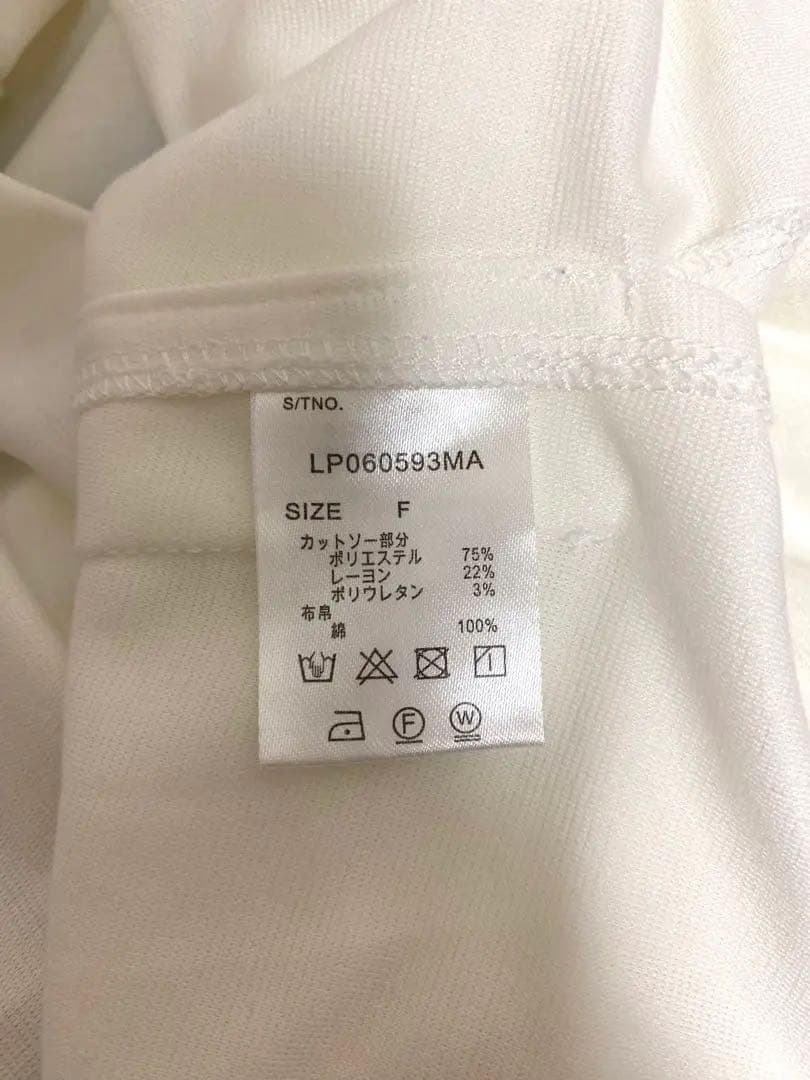 S/TNO.
LP060593MA
SIZE F
カットソー部分
ポリエステル 75%
レーヨン 22%
ポリウレタン 3%
布帛
綿 100%
F
W